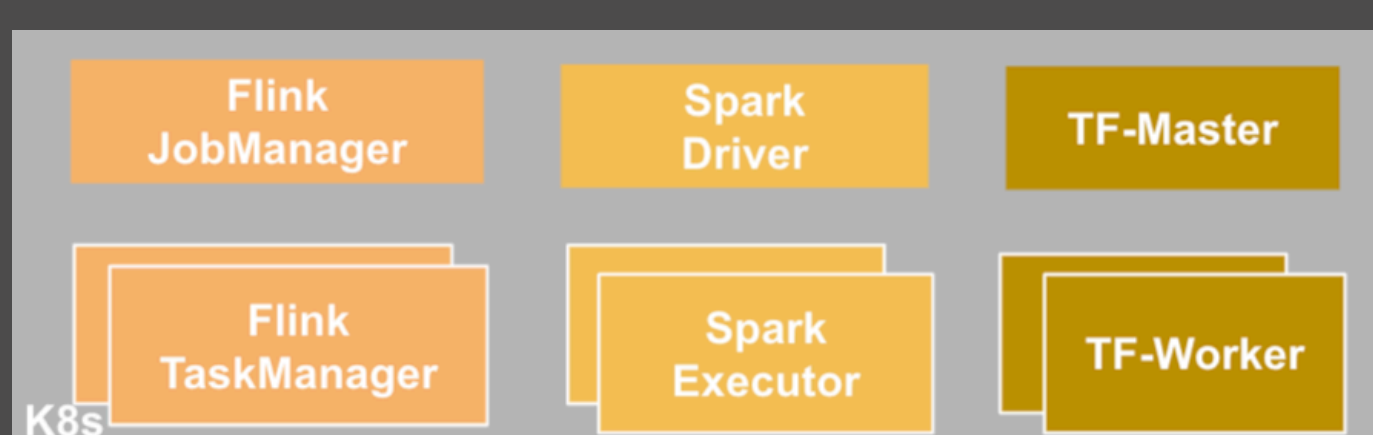 Flink
JobManager
Spark
Driver
TF-Master
Flink
TaskManager
Spark
Executor
TF-Worker
K8s